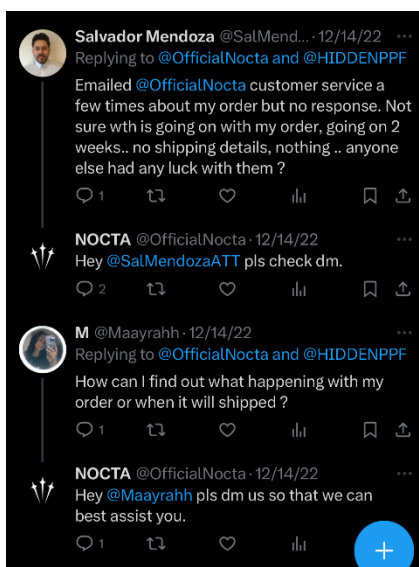 Salvador Mendoza @SalMend... · 12/14/22
Replying to @OfficialNocta and @HIDDENPPF
Emailed @OfficialNocta customer service a
few times about my order but no response. Not
sure wth is going on with my order, going on 2
weeks.. no shipping details, nothing .. anyone
else had any luck with them ?
1
NOCTA @OfficialNocta · 12/14/22
Hey @SalMendozaATT pls check dm.
2
M @Maayrahh · 12/14/22
Replying to @OfficialNocta and @HIDDENPPF
How can I find out what happening with my
order or when it will shipped ?
1
NOCTA @OfficialNocta · 12/14/22
Hey @Maayrahh pls dm us so that we can
best assist you.
1